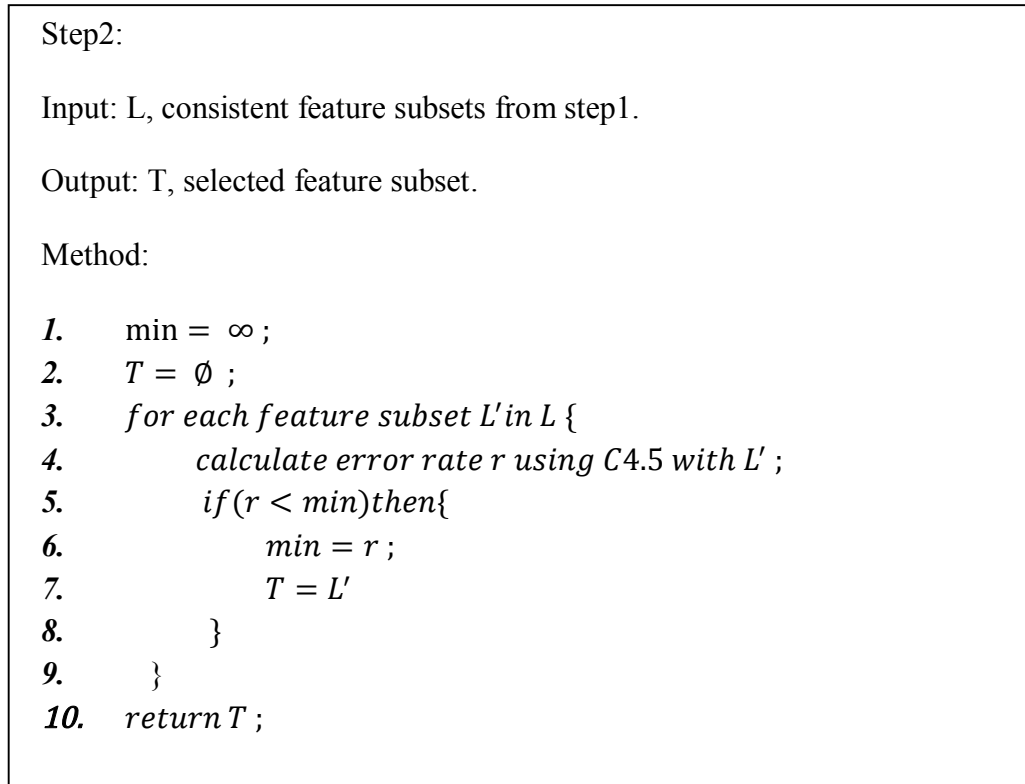 Step2:
Input: L, consistent feature subsets from step1.
Output: T, selected feature subset.
Method:
1. min = ∞ ;
2. T = ∅ ;
3. for each feature subset L′in L {
4. calculate error rate r using C4.5 with L′ ;
5. if(r < min)then{
6. min = r ;
7. T = L′
8. }
9. }
10. return T ;